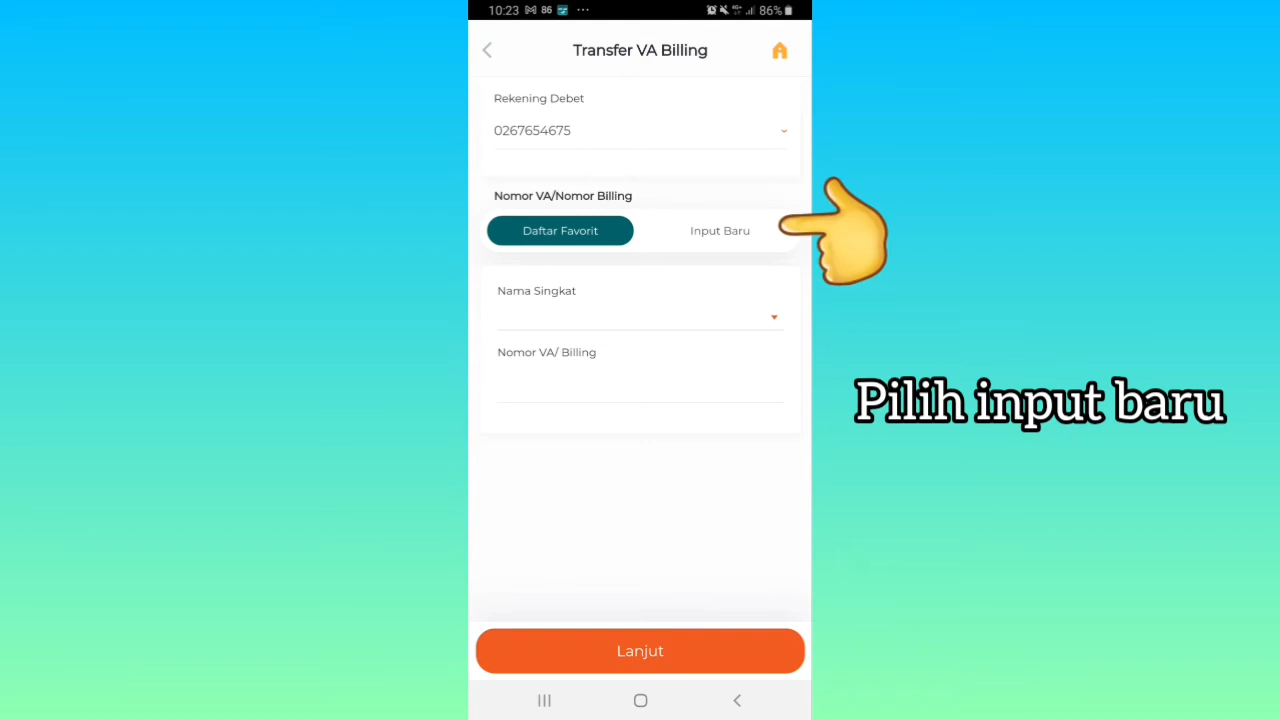 10:23 86 86%
Transfer VA Billing
Rekening Debet
0267654675
Nomor VA/Nomor Billing
Daftar Favorit Input Baru
Nama Singkat
Nomor VA/ Billing
Pilih input baru
Lanjut